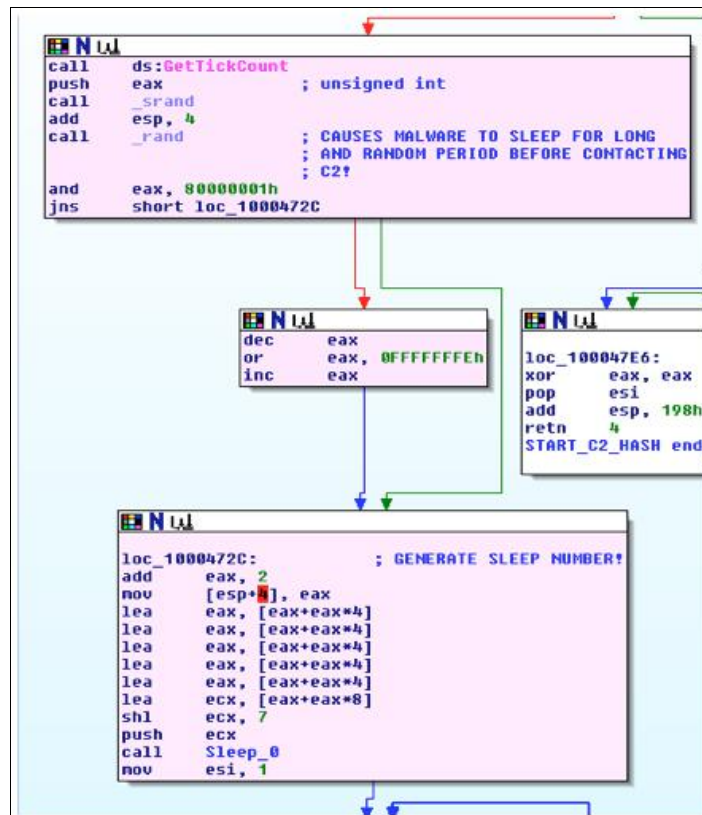 call ds:GetTickCount
push eax ; unsigned int
call _srand
add esp, 4
call _rand ; CAUSES MALWARE TO SLEEP FOR LONG
; AND RANDOM PERIOD BEFORE CONTACTING
; C2!
and eax, 80000001h
jns short loc_1000472C
dec eax
or eax, 0FFFFFFFEh
inc eax
loc_100047E6:
xor eax, eax
pop esi
add esp, 198h
retn 4
START_C2_HASH end
loc_1000472C: ; GENERATE SLEEP NUMBER!
add eax, 2
mov [esp+4], eax
lea eax, [eax+eax*4]
lea eax, [eax+eax*4]
lea eax, [eax+eax*4]
lea eax, [eax+eax*4]
lea eax, [eax+eax*4]
lea ecx, [eax+eax*8]
shl ecx, 7
push ecx
call Sleep_0
mov esi, 1